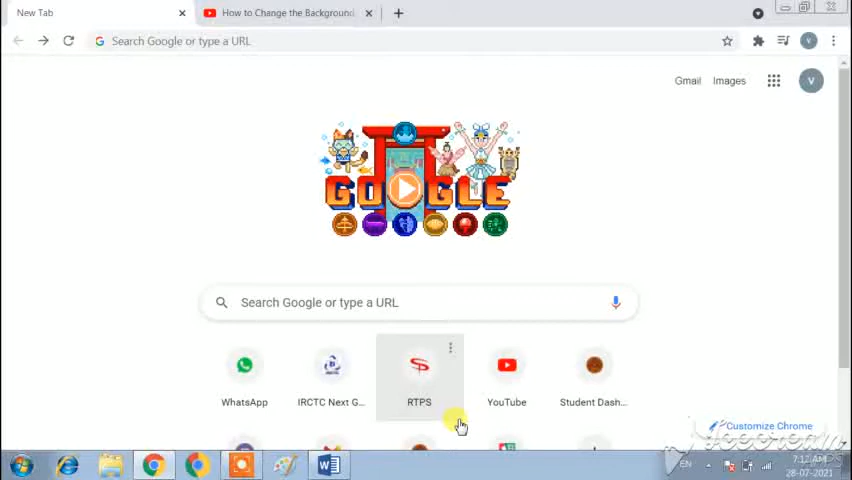 New Tab
How to Change the Background
Search Google or type a URL
V
Gmail
Images
V
GOOGLE
Search Google or type a URL
WhatsApp
IRCTC Next G...
RTPS
YouTube
Student Dash...
Customize Chrome
EN
7:12 AM
28-07-2021